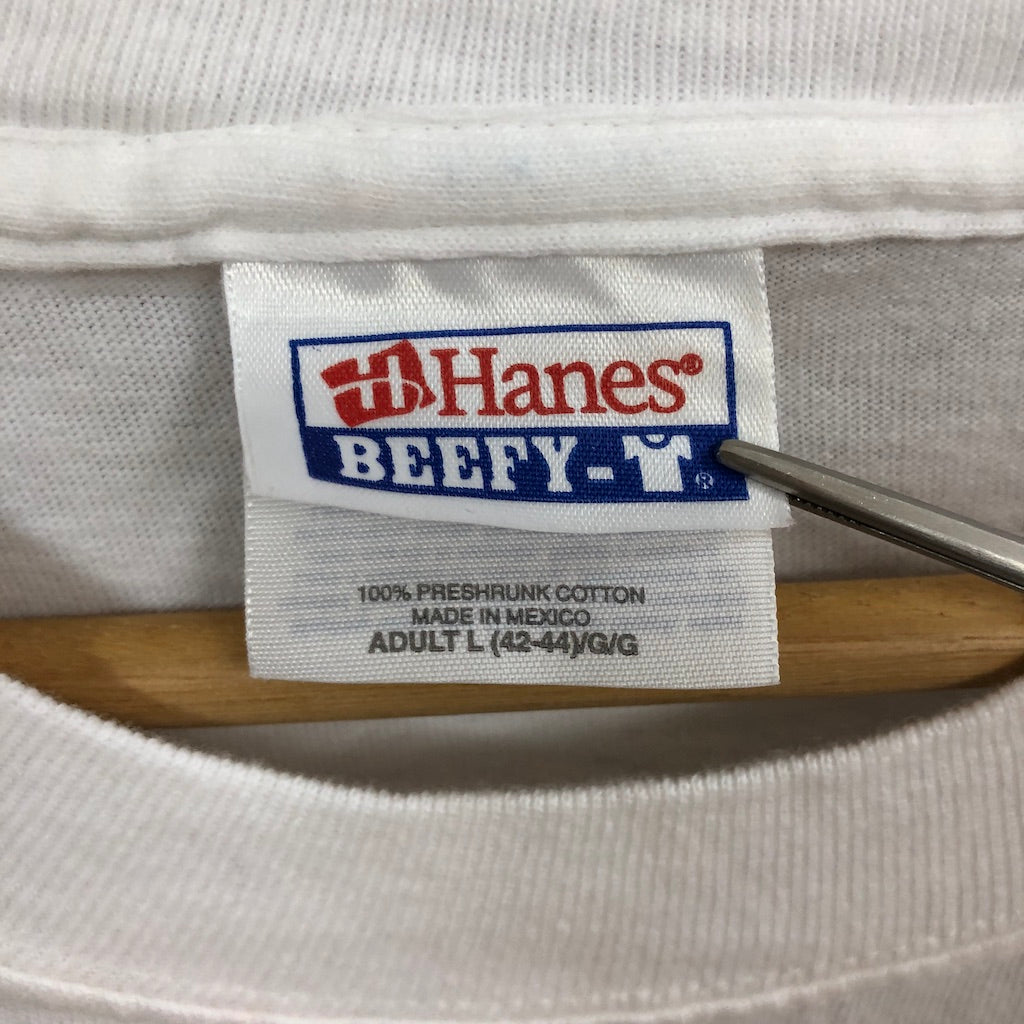 Hanes®
BEEFY-T®
100% PRESHRUNK COTTON
MADE IN MEXICO
ADULT L (42-44)/G/G